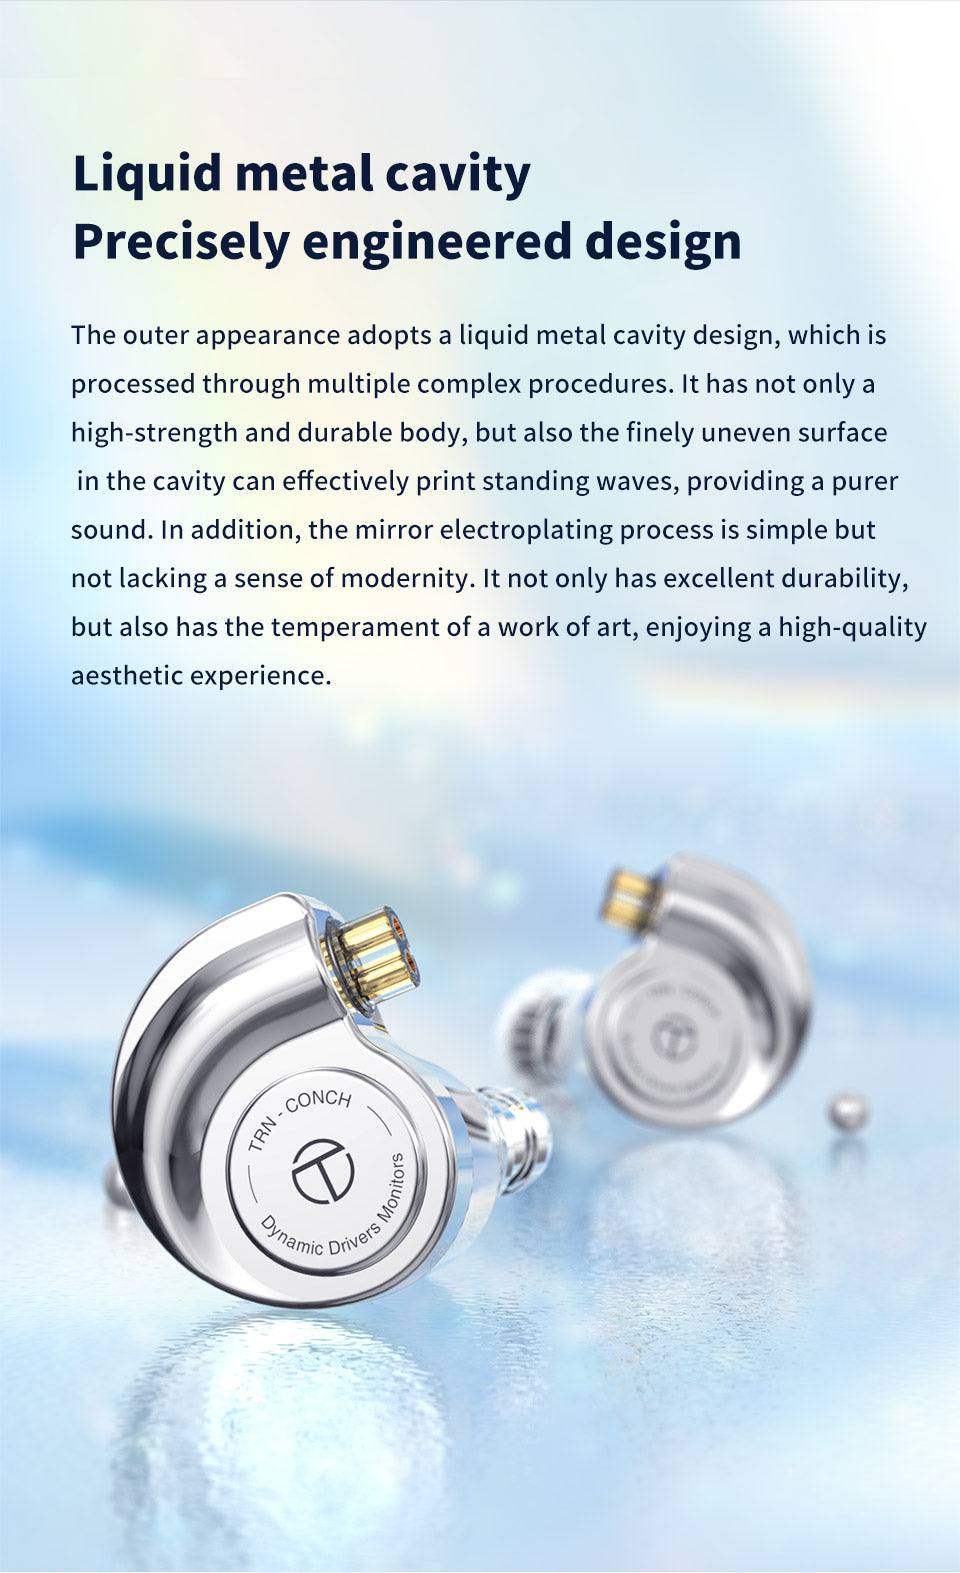 Liquid metal cavity
Precisely engineered design
The outer appearance adopts a liquid metal cavity design, which is
processed through multiple complex procedures. It has not only a
high-strength and durable body, but also the finely uneven surface
in the cavity can effectively print standing waves, providing a purer
sound. In addition, the mirror electroplating process is simple but
not lacking a sense of modernity. It not only has excellent durability,
but also has the temperament of a work of art, enjoying a high-quality
aesthetic experience.
TRN - CONCH
Dynamic Drivers Monitors